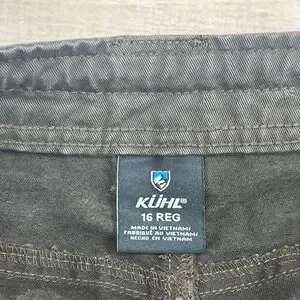 KÜHL®
16 REG
MADE IN VIETNAM/
FABRIQUÉ AU VIETNAM/
HECHO EN VIETNAM